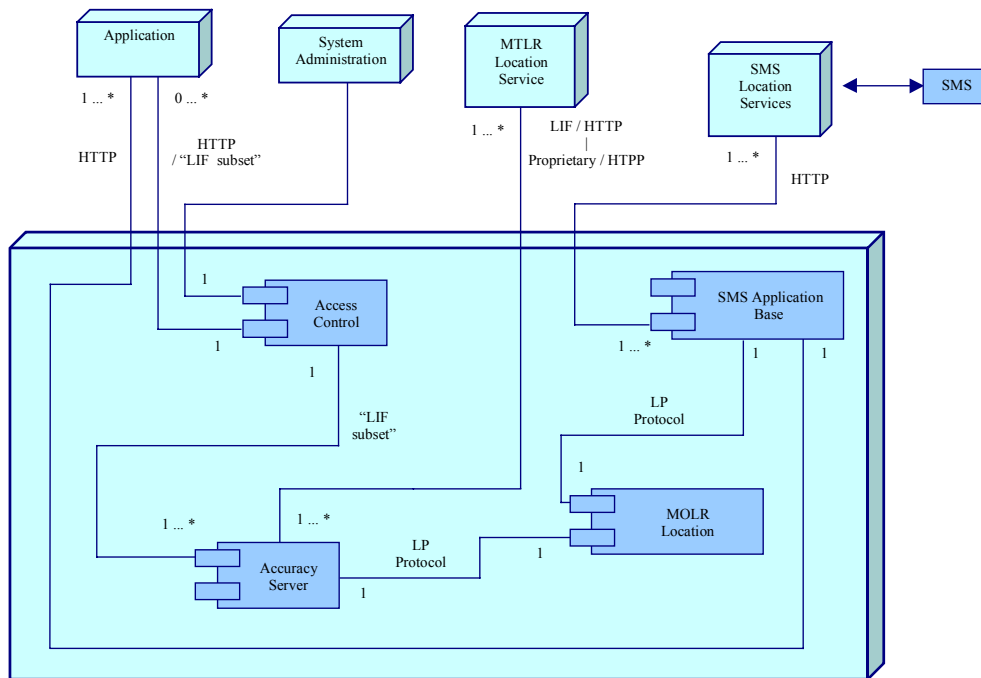 Application
System
Administration
MTLR
Location
Service
SMS
Location
Services
SMS
1 ... *
0 ... *
1 ... *
LIF / HTTP
|
Proprietary / HTPP
HTTP
HTTP
/ “LIF subset”
1 ... *
HTTP
1
Access
Control
1
1
SMS Application
Base
1 ... *
1
1
“LIF
subset”
LP
Protocol
1
MOLR
Location
1 ... *
1 ... *
Accuracy
Server
LP
Protocol
1
1